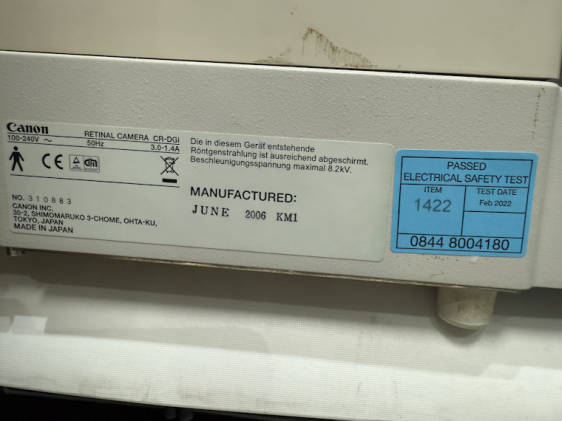 Canon
RETINAL CAMERA CR-DGi
100-240V ~ 50Hz 3.0-1.4A
CE
NO. 310883
CANON INC.
30-2, SHIMOMARUKO 3-CHOME, OHTA-KU,
TOKYO, JAPAN
MADE IN JAPAN
Die in diesem Gerät entstehende
Röntgenstrahlung ist ausreichend abgeschirmt.
Beschleunigungsspannung maximal 8.2kV.
MANUFACTURED:
JUNE 2006 KM1
PASSED
ELECTRICAL SAFETY TEST
ITEM
1422
TEST DATE
Feb 2022
0844 8004180